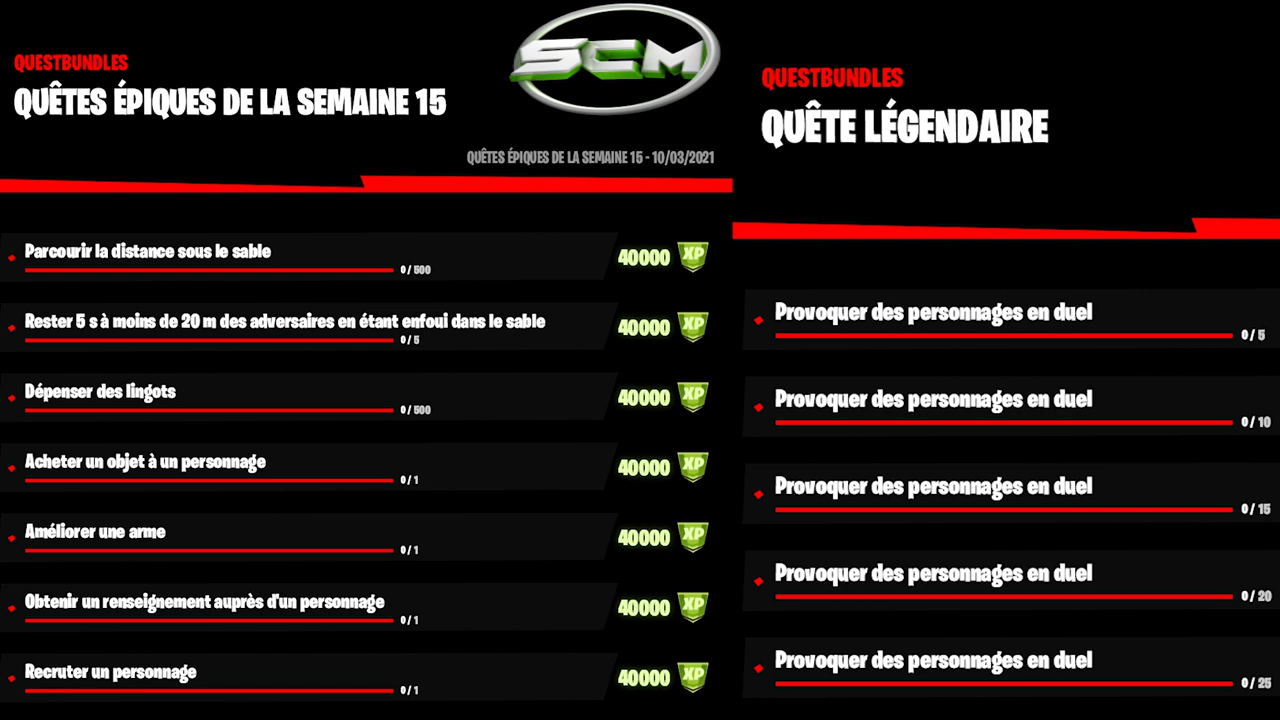 QUESTBUNDLES
QUÊTES ÉPIQUES DE LA SEMAINE 15
SCM
QUÊTES ÉPIQUES DE LA SEMAINE 15 - 10/03/2021
Parcourir la distance sous le sable
0 / 500
40000 XP
Rester 5 s à moins de 20 m des adversaires en étant enfoui dans le sable
0 / 5
40000 XP
Dépenser des lingots
0 / 500
40000 XP
Acheter un objet à un personnage
0 / 1
40000 XP
Améliorer une arme
0 / 1
40000 XP
Obtenir un renseignement auprès d'un personnage
0 / 1
40000 XP
Recruter un personnage
0 / 1
40000 XP
QUESTBUNDLES
QUÊTE LÉGENDAIRE
Provoquer des personnages en duel
0 / 5
Provoquer des personnages en duel
0 / 10
Provoquer des personnages en duel
0 / 15
Provoquer des personnages en duel
0 / 20
Provoquer des personnages en duel
0 / 25